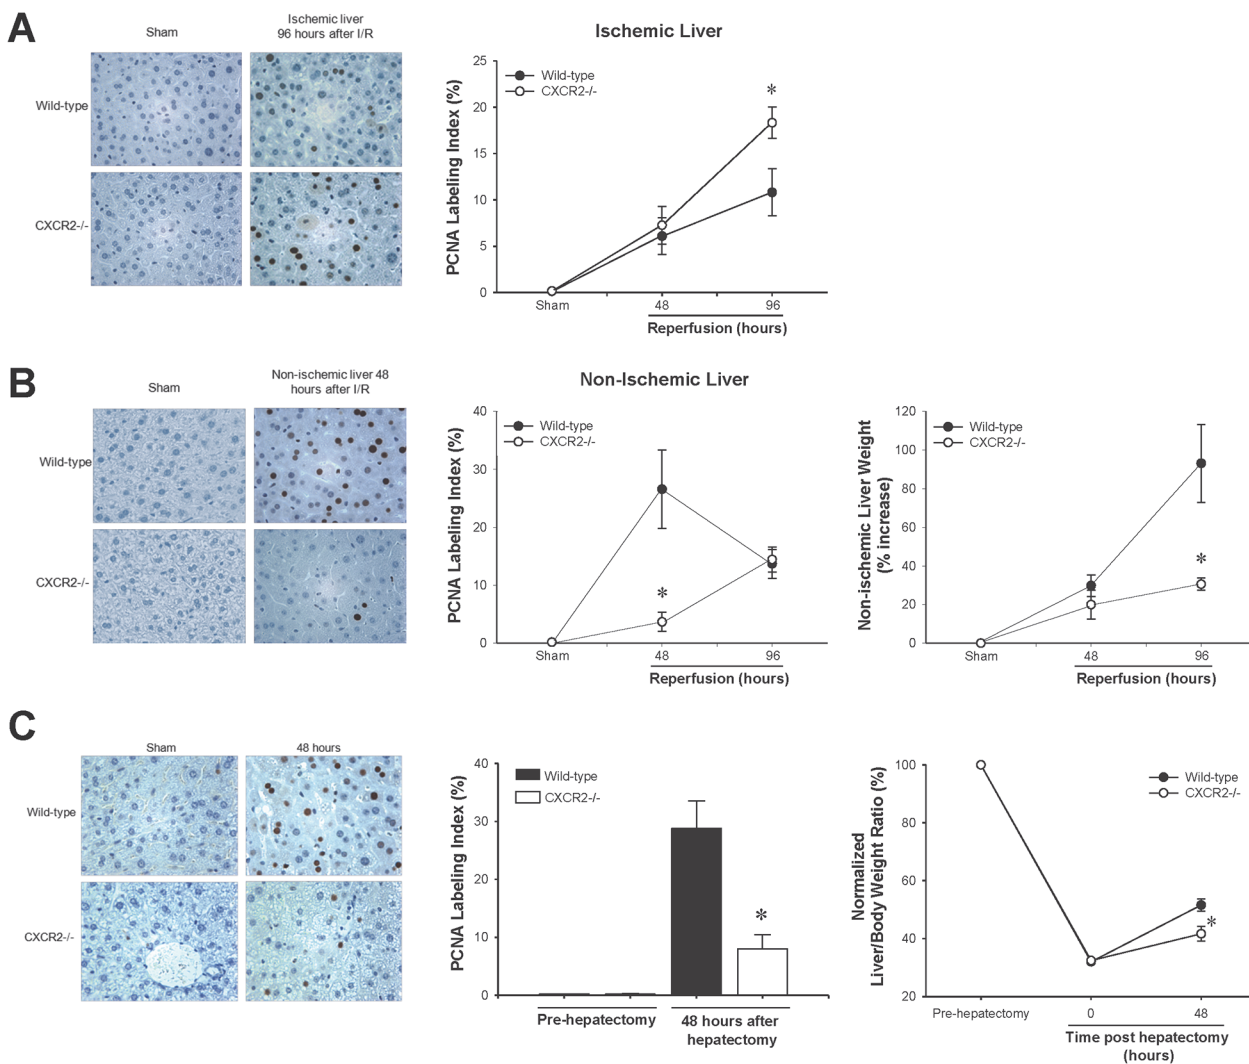 A
Sham
Ischemic liver
96 hours after I/R
Wild-type
CXCR2-/-
Ischemic Liver
Wild-type
CXCR2-/-
PCNA Labeling Index (%)
25
20
15
10
5
0
*
Sham
48
96
Reperfusion (hours)
B
Sham
Non-ischemic liver 48
hours after I/R
Wild-type
CXCR2-/-
Non-Ischemic Liver
Wild-type
CXCR2-/-
PCNA Labeling Index (%)
40
30
20
10
0
*
Sham
48
96
Reperfusion (hours)
Wild-type
CXCR2-/-
Non-ischemic Liver Weight
(% increase)
120
100
80
60
40
20
0
*
Sham
48
96
Reperfusion (hours)
C
Sham
48 hours
Wild-type
CXCR2-/-
Wild-type
CXCR2-/-
PCNA Labeling Index (%)
40
30
20
10
0
*
Pre-hepatectomy
48 hours after
hepatectomy
Wild-type
CXCR2-/-
Normalized
Liver/Body Weight Ratio (%)
100
80
60
40
20
*
Pre-hepatectomy
0
48
Time post hepatectomy
(hours)